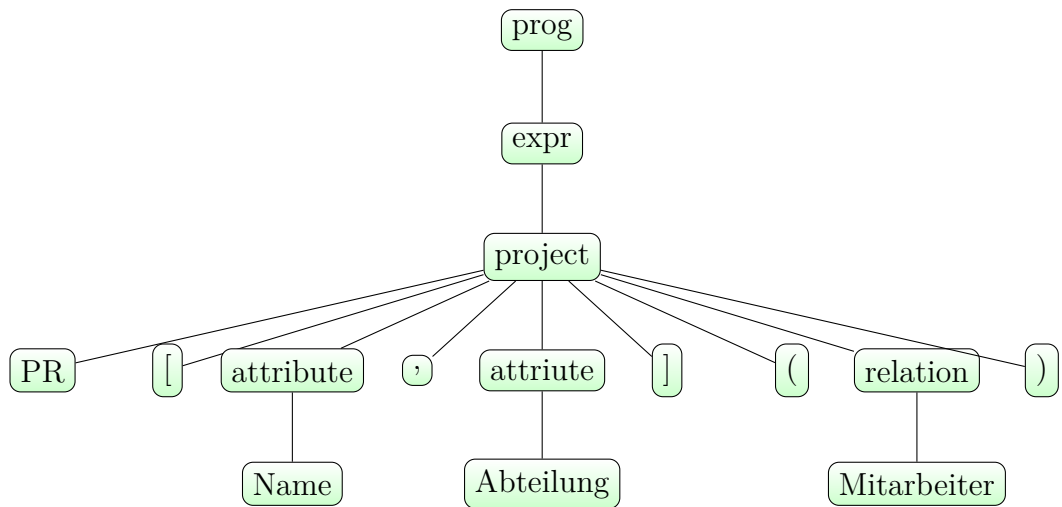 prog
expr
project
PR [ attribute , attriute ] ( relation )
Name Abteilung Mitarbeiter